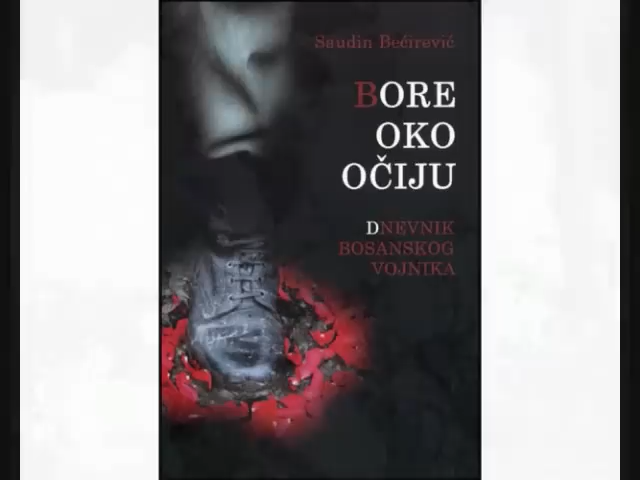 Saudin Bećirević
BORE
OKO
OČIJU
DNEVNIK
BOSANSKOG
VOJNIKA